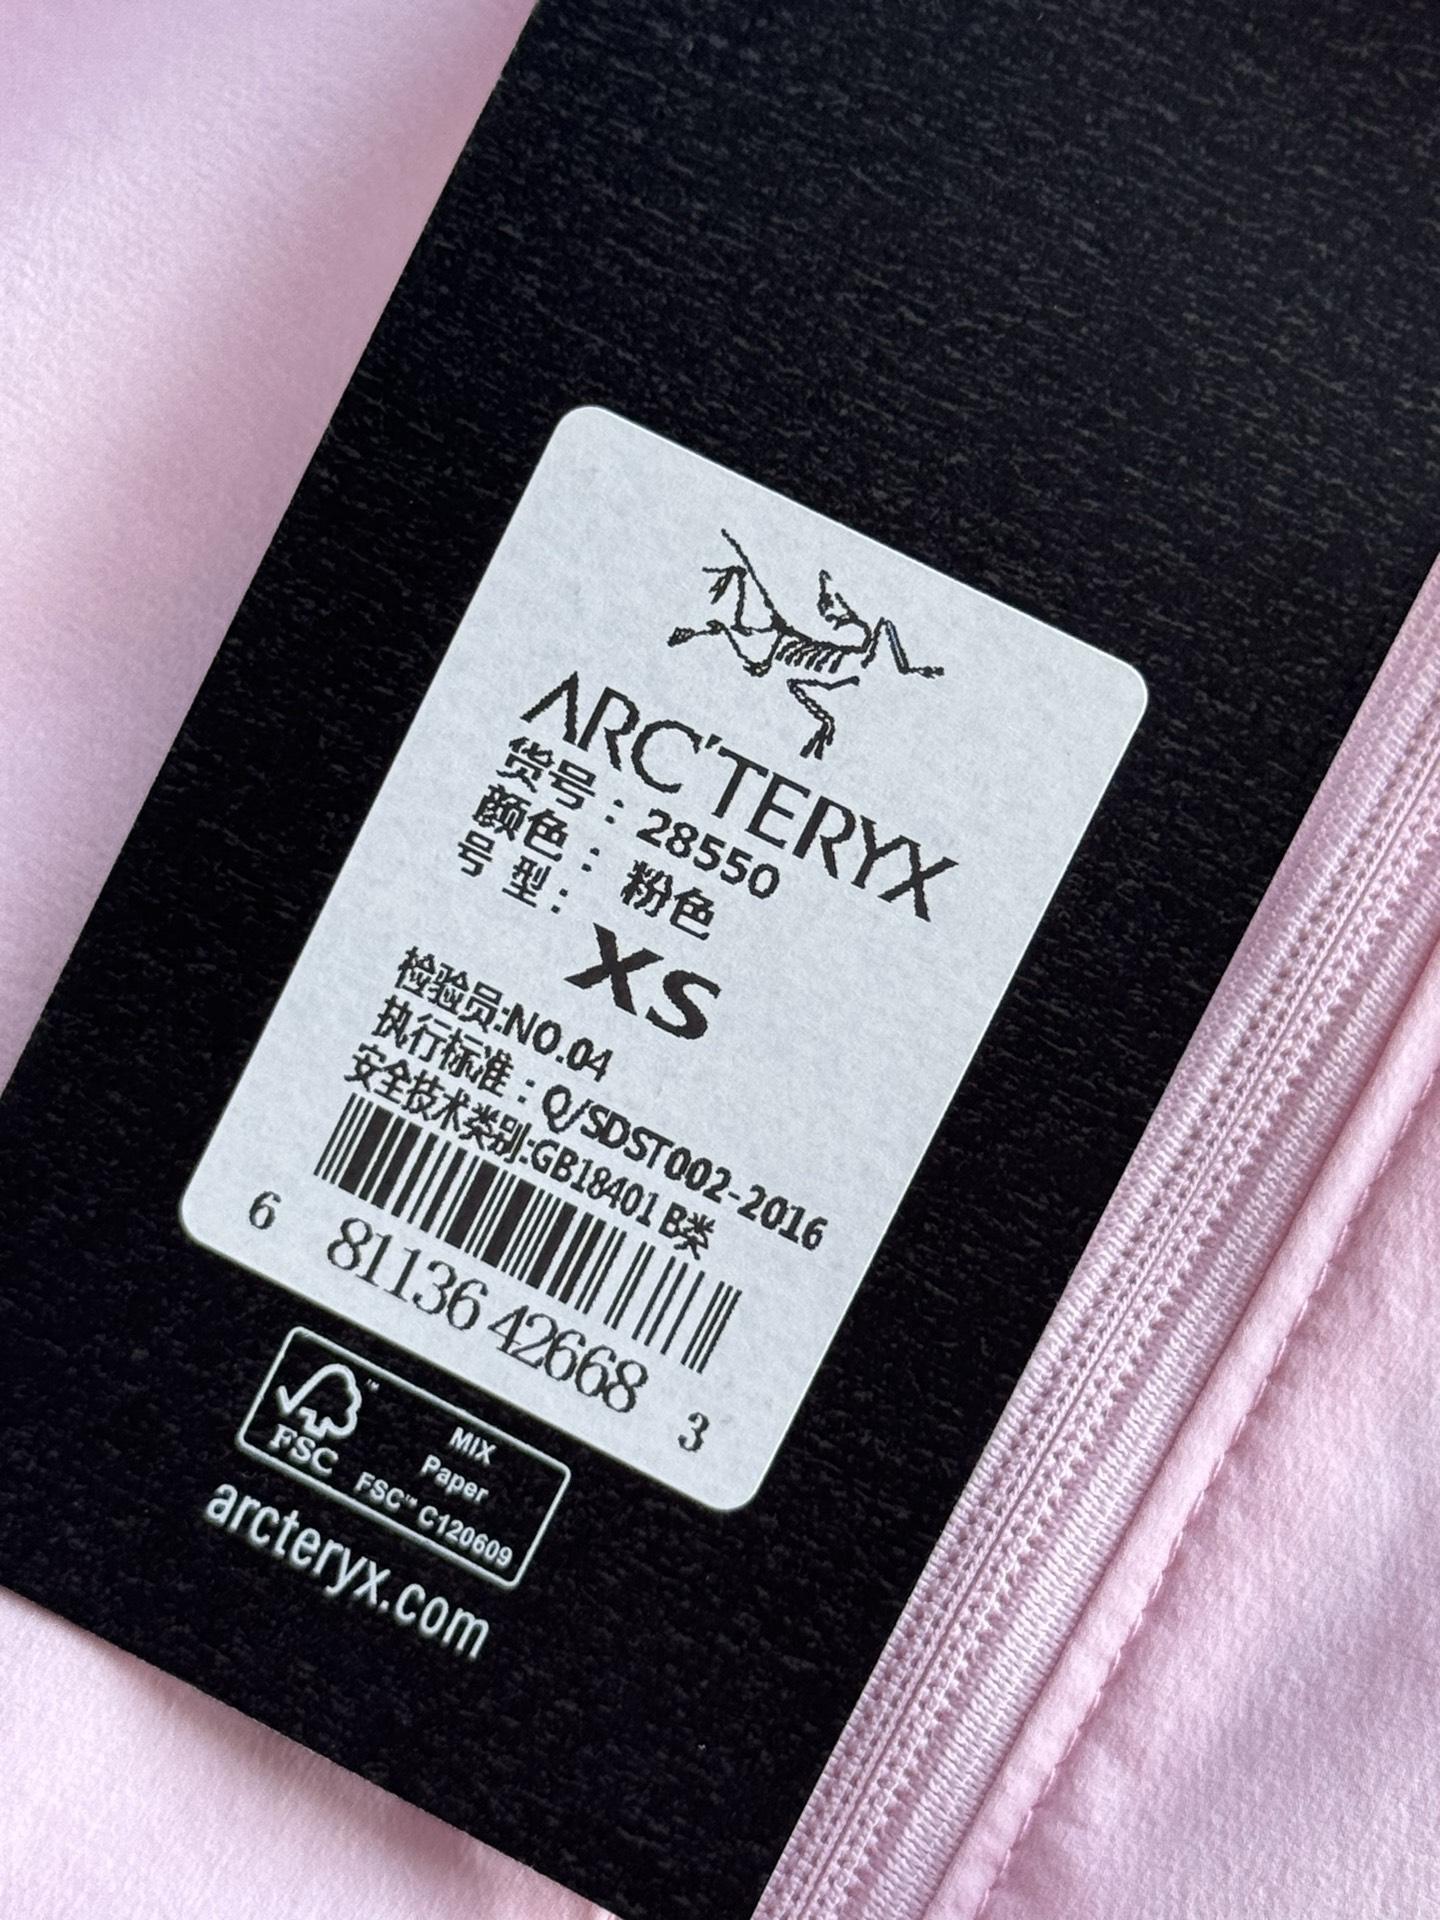 ARC'TERYX
货号：28550
颜色：粉色
号 型：
XS
检验员:NO.04
执行标准：Q/SDST002-2016
安全技术类别:GB18401 B类
6 81136 42668 3
FSC
MIX
Paper
FSC™ C120609
arcteryx.com